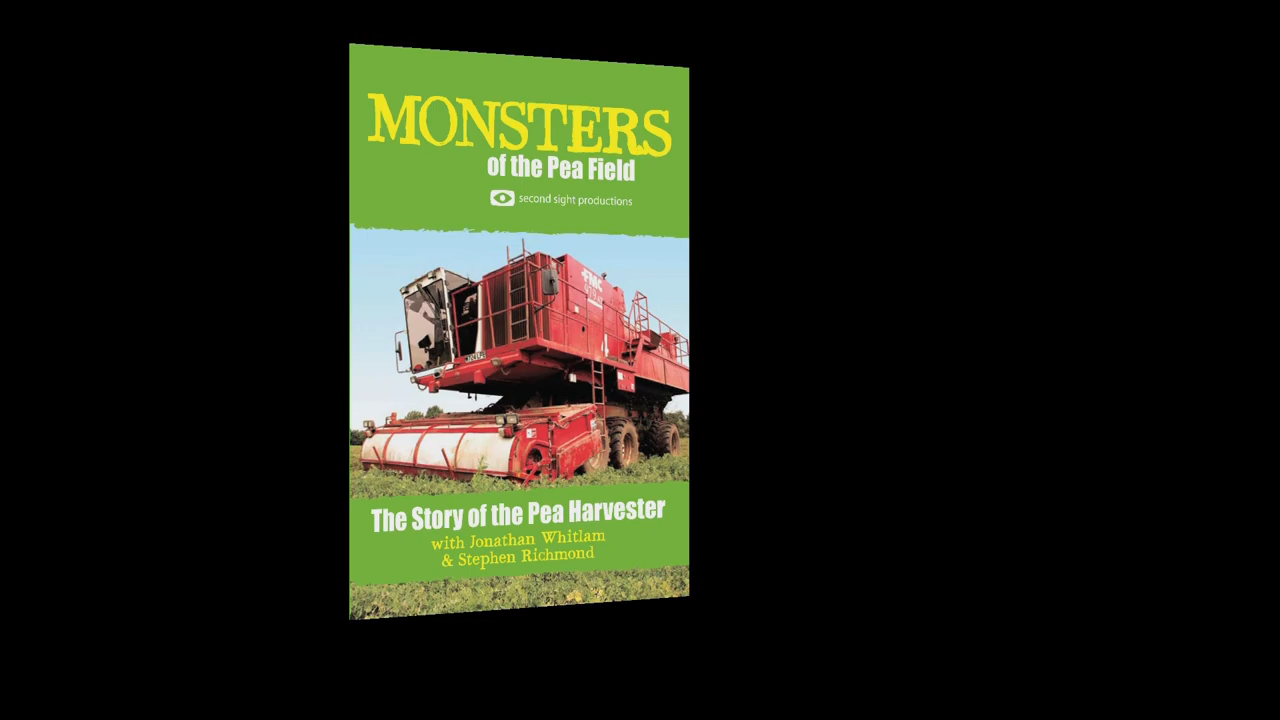 MONSTERS
of the Pea Field
second sight productions
FMC
The Story of the Pea Harvester
with Jonathan Whitlam
& Stephen Richmond